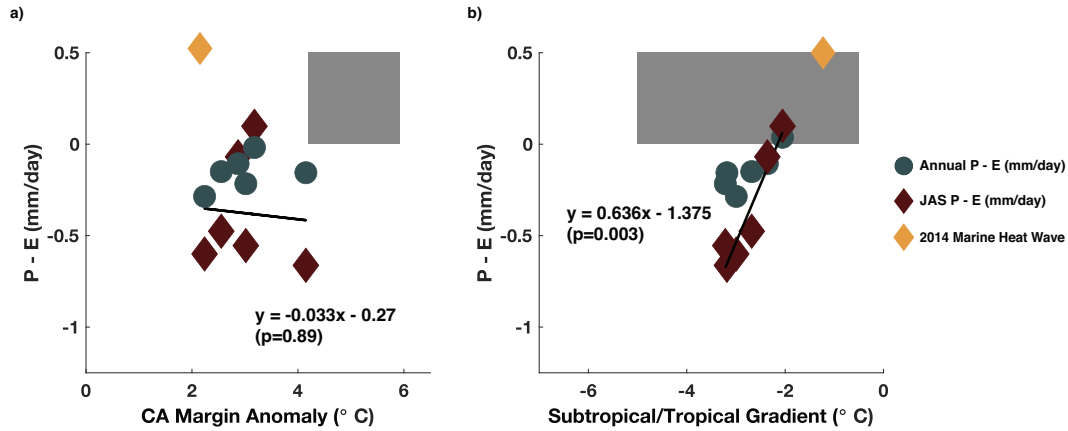 a)
0.5
0
-0.5
-1
P - E (mm/day)
y = -0.033x - 0.27
(p=0.89)
0 2 4 6
CA Margin Anomaly (° C)
b)
0.5
0
-0.5
-1
P - E (mm/day)
y = 0.636x - 1.375
(p=0.003)
-6 -4 -2 0
Subtropical/Tropical Gradient (° C)
Annual P - E (mm/day)
JAS P - E (mm/day)
2014 Marine Heat Wave